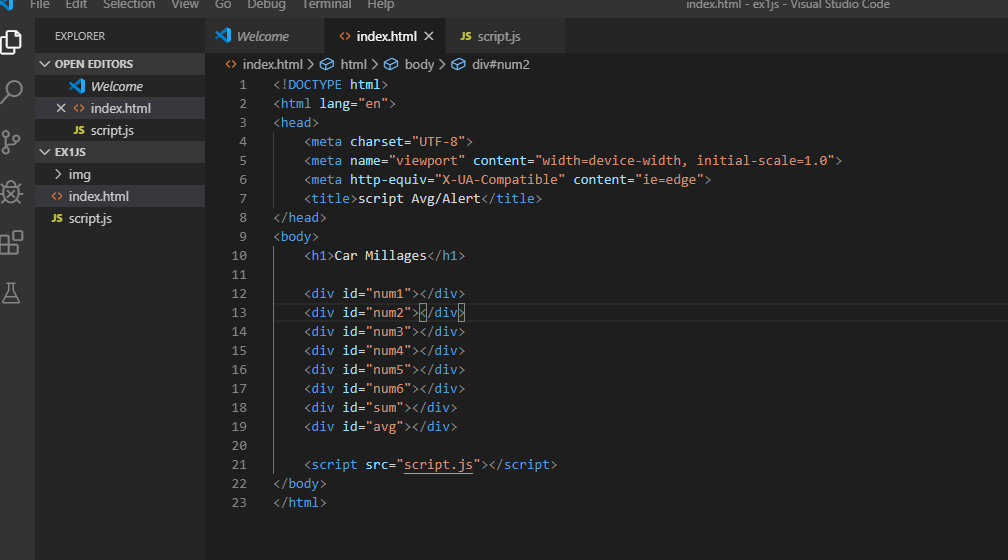 File Edit Selection View Go Debug Terminal Help index.html - ex1js - Visual Studio Code
EXPLORER
OPEN EDITORS
Welcome
index.html
JS script.js
EX1JS
img
index.html
JS script.js
Welcome index.html JS script.js
index.html > html > body > div#num2
1 <!DOCTYPE html>
2 <html lang="en">
3 <head>
4 <meta charset="UTF-8">
5 <meta name="viewport" content="width=device-width, initial-scale=1.0">
6 <meta http-equiv="X-UA-Compatible" content="ie=edge">
7 <title>script Avg/Alert</title>
8 </head>
9 <body>
10 <h1>Car Millages</h1>
11
12 <div id="num1"></div>
13 <div id="num2"></div>
14 <div id="num3"></div>
15 <div id="num4"></div>
16 <div id="num5"></div>
17 <div id="num6"></div>
18 <div id="sum"></div>
19 <div id="avg"></div>
20
21 <script src="script.js"></script>
22 </body>
23 </html>